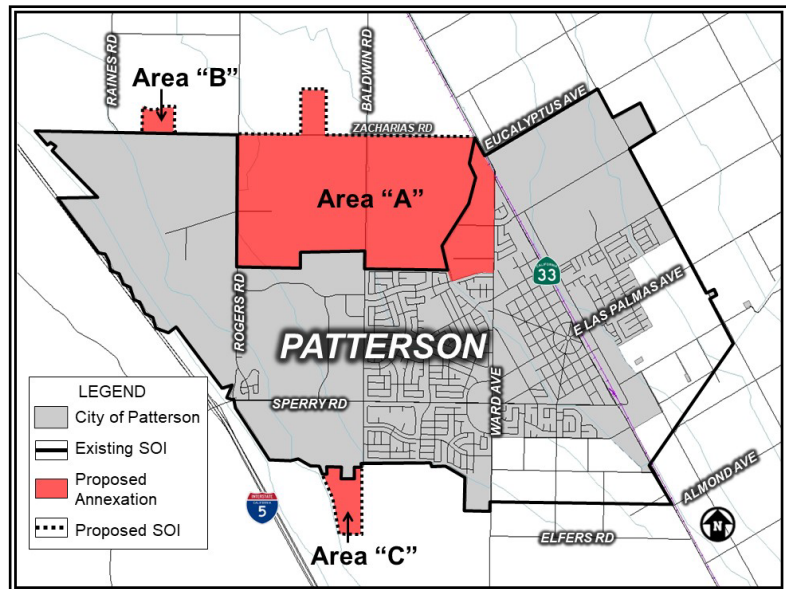 RAINES RD
Area "B"
BALDWIN RD
ZACHARIAS RD
EUCALYPTUS AVE
Area "A"
CALIFORNIA
33
E LAS PALMAS AVE
ROGERS RD
PATTERSON
WARD AVE
SPERRY RD
LEGEND
City of Patterson
Existing SOI
Proposed
Annexation
Proposed SOI
INTERSTATE
CALIFORNIA
5
Area "C"
ALMOND AVE
N
ELFERS RD